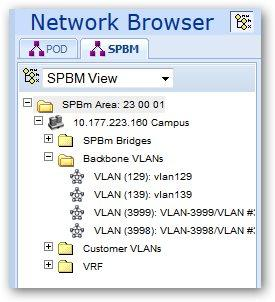 Network Browser
POD
SPBM
SPBM View
SPBm Area: 23 00 01
10.177.223.160 Campus
SPBm Bridges
Backbone VLANs
VLAN (129): vlan129
VLAN (139): vlan139
VLAN (3999): VLAN-3999/VLAN #3
VLAN (3998): VLAN-3998/VLAN #3
Customer VLANs
VRF